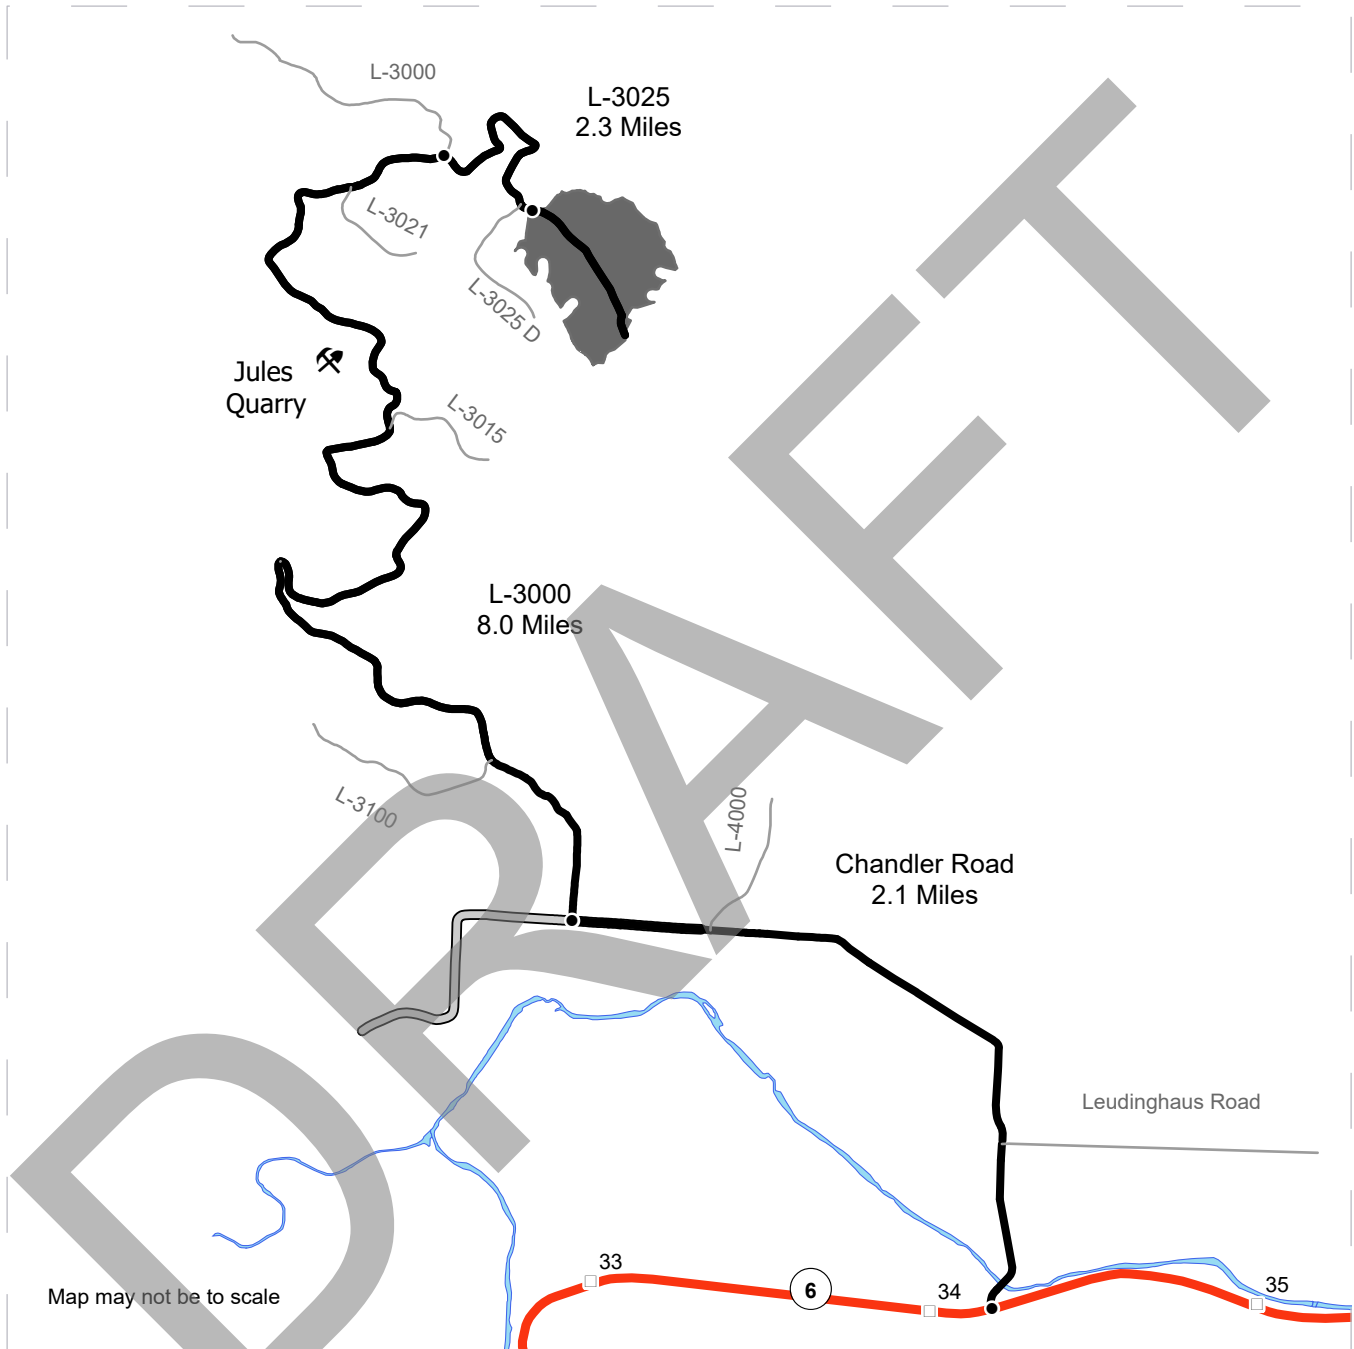 L-3000
L-3025
2.3 Miles
L-3021
L-3025 D
Jules
Quarry
L-3015
L-3000
8.0 Miles
L-3100
L-4000
Chandler Road
2.1 Miles
Leudinghaus Road
33
6
34
35
Map may not be to scale
DRAFT